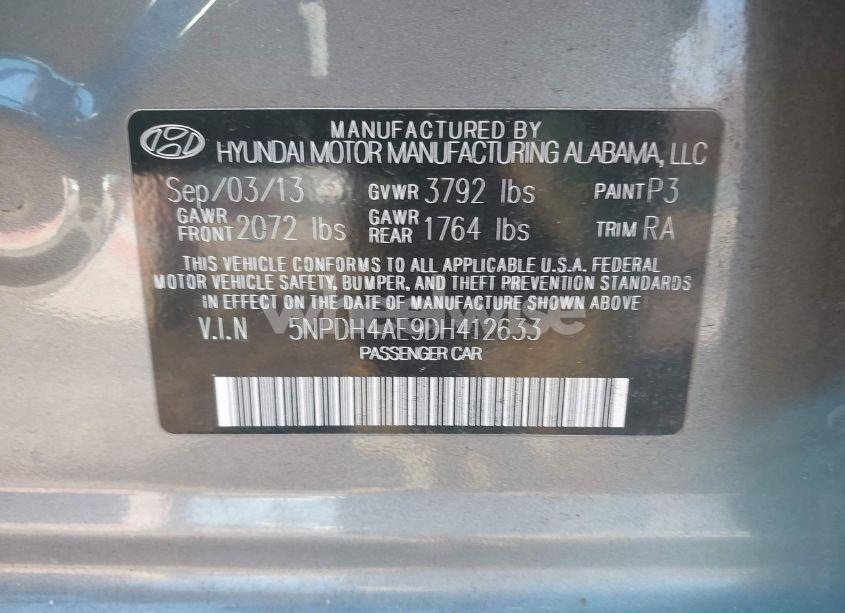 MANUFACTURED BY
HYUNDAI MOTOR MANUFACTURING ALABAMA, LLC
Sep/03/13 GVWR 3792 lbs PAINT P3
GAWR FRONT 2072 lbs GAWR REAR 1764 lbs TRIM RA
THIS VEHICLE CONFORMS TO ALL APPLICABLE U.S.A. FEDERAL
MOTOR VEHICLE SAFETY, BUMPER, AND THEFT PREVENTION STANDARDS
IN EFFECT ON THE DATE OF MANUFACTURE SHOWN ABOVE
V.I.N 5NPDH4AE9DH412633
PASSENGER CAR